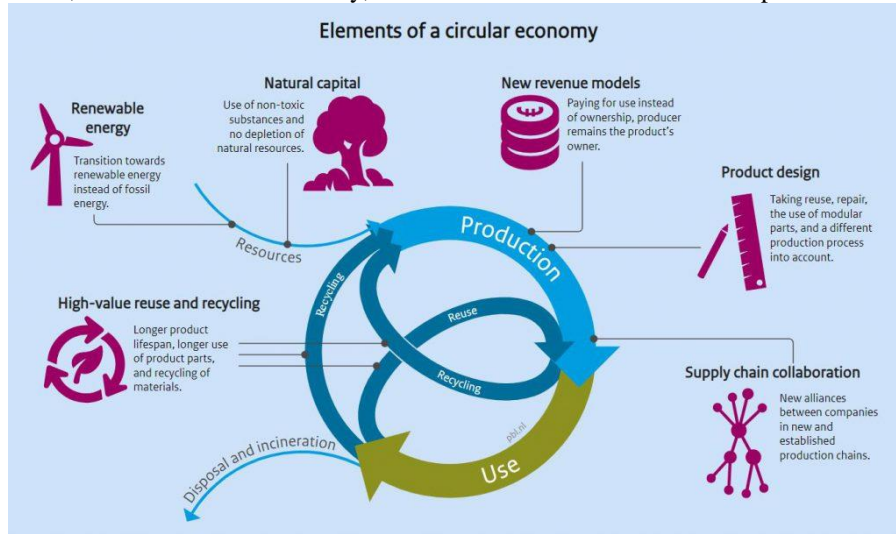 Elements of a circular economy
Renewable
energy
Transition towards
renewable energy
instead of fossil
energy.
Natural capital
Use of non-toxic
substances and
no depletion of
natural resources.
New revenue models
Paying for use instead
of ownership, producer
remains the product's
owner.
Product design
Taking reuse, repair,
the use of modular
parts, and a different
production process
into account.
Resources
Production
Recycling
Reuse
Recycling
High-value reuse and recycling
Longer product
lifespan, longer use
of product parts,
and recycling of
materials.
Supply chain collaboration
New alliances
between companies
in new and
established
production chains.
Disposal and incineration
Use
pbl.nl